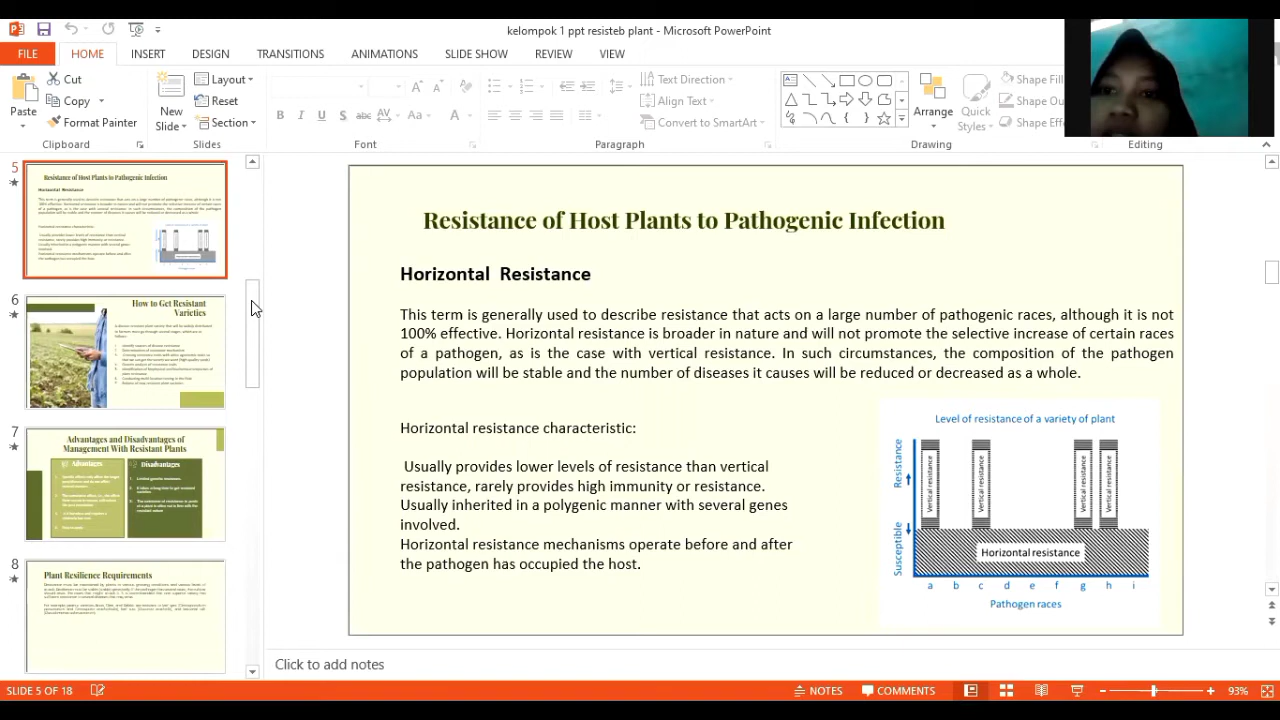 kelompok 1 ppt resisteb plant - Microsoft PowerPoint
FILE HOME INSERT DESIGN TRANSITIONS ANIMATIONS SLIDE SHOW REVIEW VIEW
Paste
Cut
Copy
Format Painter
Clipboard
New Slide
Layout
Reset
Section
Slides
B I U S abc AV Aa A
Font
Text Direction
Align Text
Convert to SmartArt
Paragraph
Arrange
Quick Styles
Shape Fill
Shape Ou
Shape Effe
Drawing
Editing
5
Resistance of Host Plants to Pathogenic Infection
Horizontal Resistance
6
How to Get Resistant
Varieties
7
Advantages and Disadvantages of
Management With Resistant Plants
Advantages
Disadvantages
8
Plant Resilience Requirements
Resistance of Host Plants to Pathogenic Infection
Horizontal Resistance
This term is generally used to describe resistance that acts on a large number of pathogenic races, although it is not
100% effective. Horizontal resistance is broader in nature and will not promote the selective increase of certain races
of a pathogen, as is the case with vertical resistance. In such circumstances, the composition of the pathogen
population will be stable and the number of diseases it causes will be reduced or decreased as a whole.
Horizontal resistance characteristic:
Usually provides lower levels of resistance than vertical
resistance, rarely provides high immunity or resistance.
Usually inherited in a polygenic manner with several genes
involved.
Horizontal resistance mechanisms operate before and after
the pathogen has occupied the host.
Level of resistance of a variety of plant
Resistance
Susceptible
Vertical resistance
Vertical resistance
Vertical resistance
Vertical resistance
Horizontal resistance
a b c d e f g h i
Pathogen races
Click to add notes
SLIDE 5 OF 18
NOTES
COMMENTS
93%